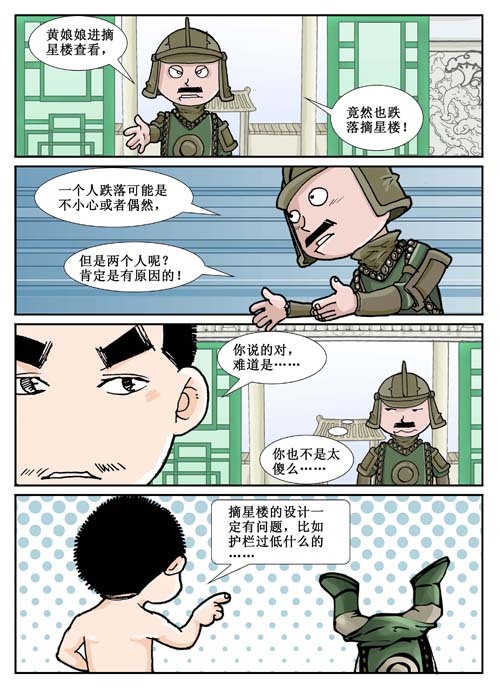 黄娘娘进摘
星楼查看，
竟然也跌
落摘星楼！
一个人跌落可能是
不小心或者偶然，
但是两个人呢？
肯定是有原因的！
你说的对，
难道是……
你也不是太
傻么……
摘星楼的设计一
定有问题，比如
护栏过低什么的
……